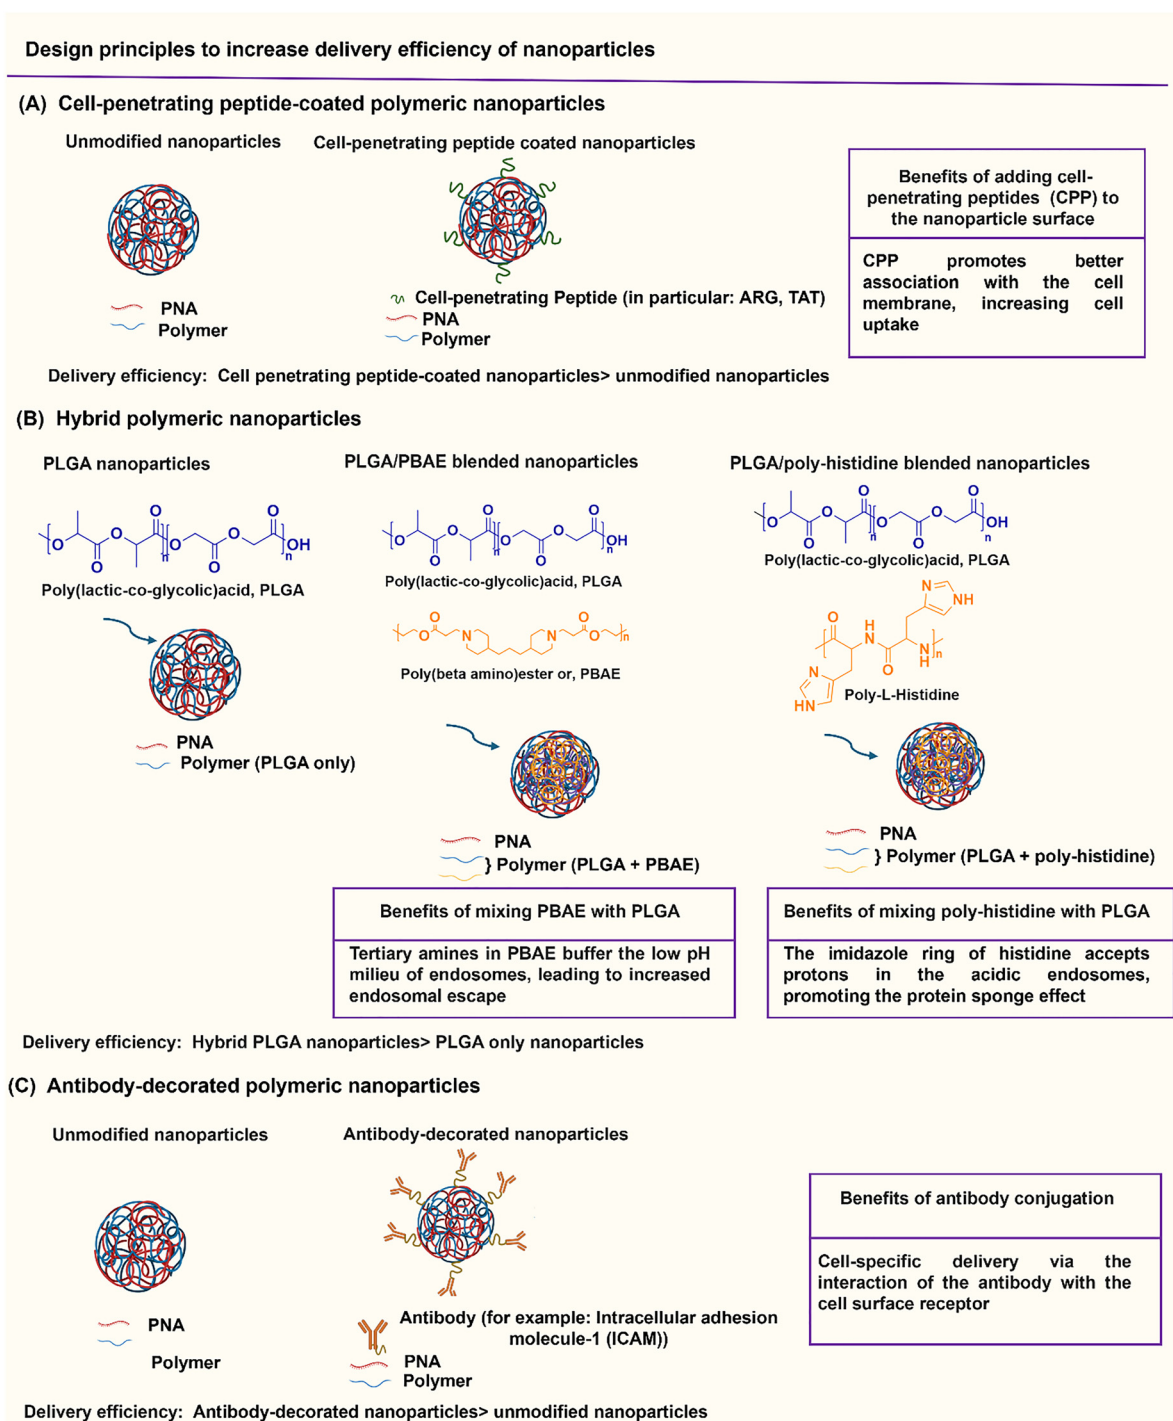 Design principles to increase delivery efficiency of nanoparticles
(A) Cell-penetrating peptide-coated polymeric nanoparticles
Unmodified nanoparticles
Cell-penetrating peptide coated nanoparticles
PNA
Polymer
Cell-penetrating Peptide (in particular: ARG, TAT)
PNA
Polymer
Benefits of adding cell-
penetrating peptides (CPP) to
the nanoparticle surface
CPP promotes better
association with the cell
membrane, increasing cell
uptake
Delivery efficiency: Cell penetrating peptide-coated nanoparticles> unmodified nanoparticles
(B) Hybrid polymeric nanoparticles
PLGA nanoparticles
O
O
O
O
O
O
O
O
n
n
OH
Poly(lactic-co-glycolic)acid, PLGA
PNA
Polymer (PLGA only)
PLGA/PBAE blended nanoparticles
O
O
O
O
O
O
O
O
n
n
OH
Poly(lactic-co-glycolic)acid, PLGA
O
O
N
N
O
O
n
Poly(beta amino)ester or, PBAE
PNA
} Polymer (PLGA + PBAE)
Benefits of mixing PBAE with PLGA
Tertiary amines in PBAE buffer the low pH
milieu of endosomes, leading to increased
endosomal escape
PLGA/poly-histidine blended nanoparticles
O
O
O
O
O
O
O
O
n
n
OH
Poly(lactic-co-glycolic)acid, PLGA
N
NH
O
H
N
O
N
H
n
N
HN
Poly-L-Histidine
PNA
} Polymer (PLGA + poly-histidine)
Benefits of mixing poly-histidine with PLGA
The imidazole ring of histidine accepts
protons in the acidic endosomes,
promoting the protein sponge effect
Delivery efficiency: Hybrid PLGA nanoparticles> PLGA only nanoparticles
(C) Antibody-decorated polymeric nanoparticles
Unmodified nanoparticles
PNA
Polymer
Antibody-decorated nanoparticles
Antibody (for example: Intracellular adhesion
molecule-1 (ICAM))
PNA
Polymer
Benefits of antibody conjugation
Cell-specific delivery via the
interaction of the antibody with the
cell surface receptor
Delivery efficiency: Antibody-decorated nanoparticles> unmodified nanoparticles